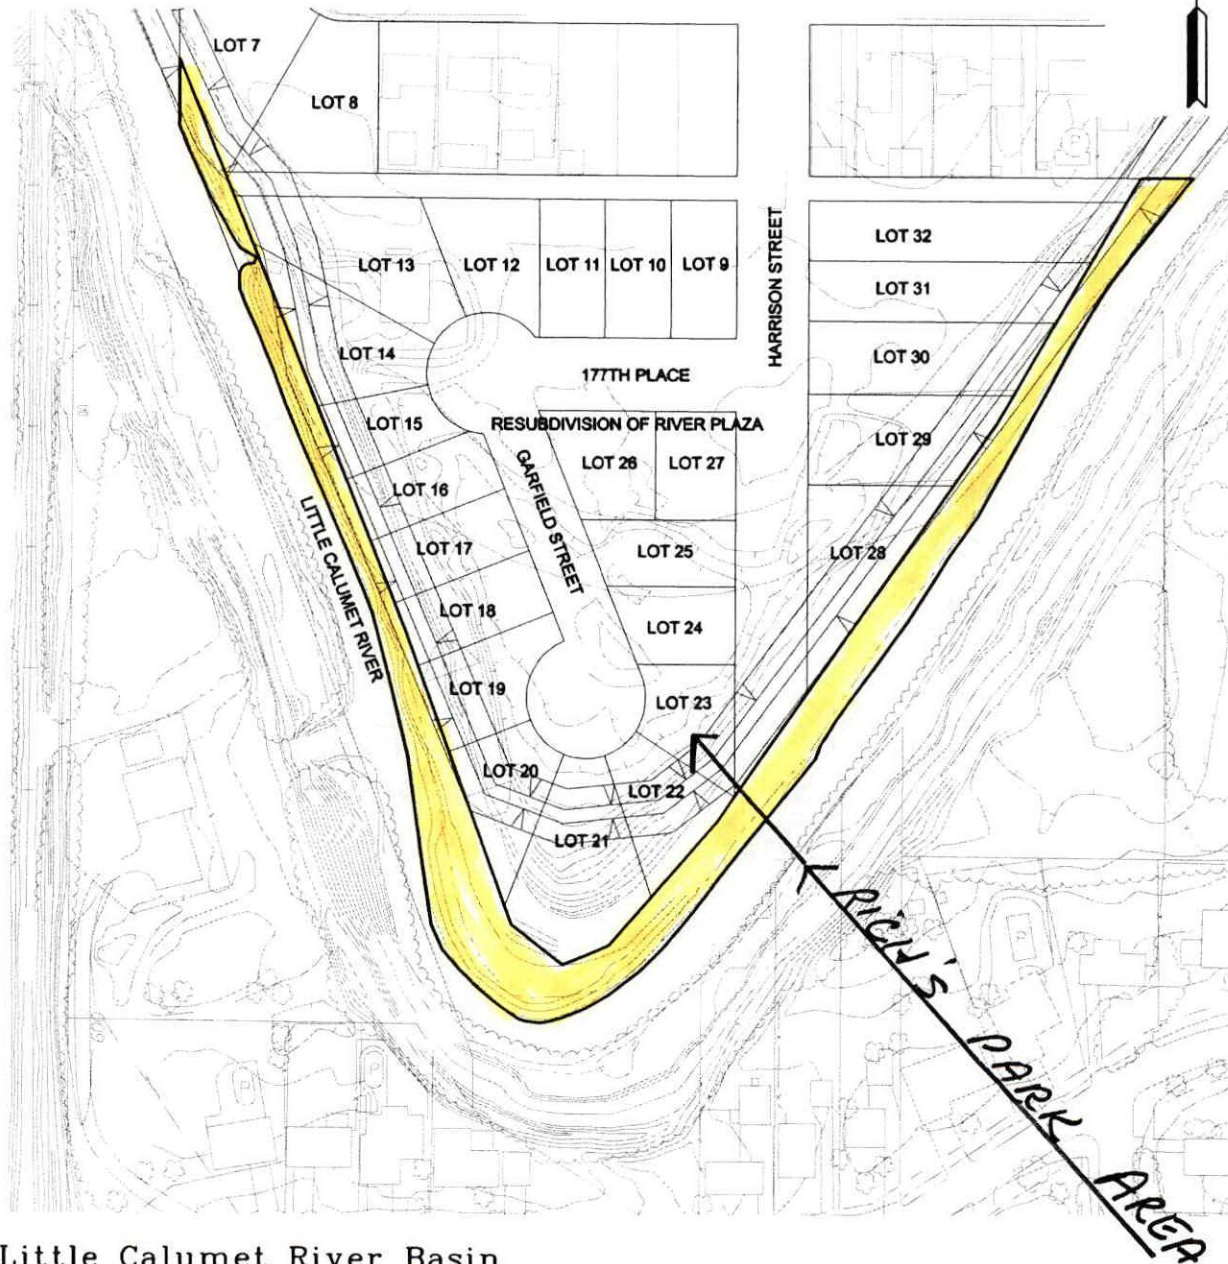 LOT 7
LOT 8
LOT 32
LOT 13
LOT 12
LOT 11
LOT 10
LOT 9
HARRISON STREET
LOT 31
LOT 14
LOT 30
177TH PLACE
LOT 15
RESUBDIVISION OF RIVER PLAZA
LOT 29
LOT 26
LOT 27
LOT 16
GARFIELD STREET
LITTLE CALUMET RIVER
LOT 17
LOT 25
LOT 28
LOT 18
LOT 24
LOT 19
LOT 23
LOT 20
LOT 22
LOT 21
RICH'S PARK AREA
Little Calumet River Basin